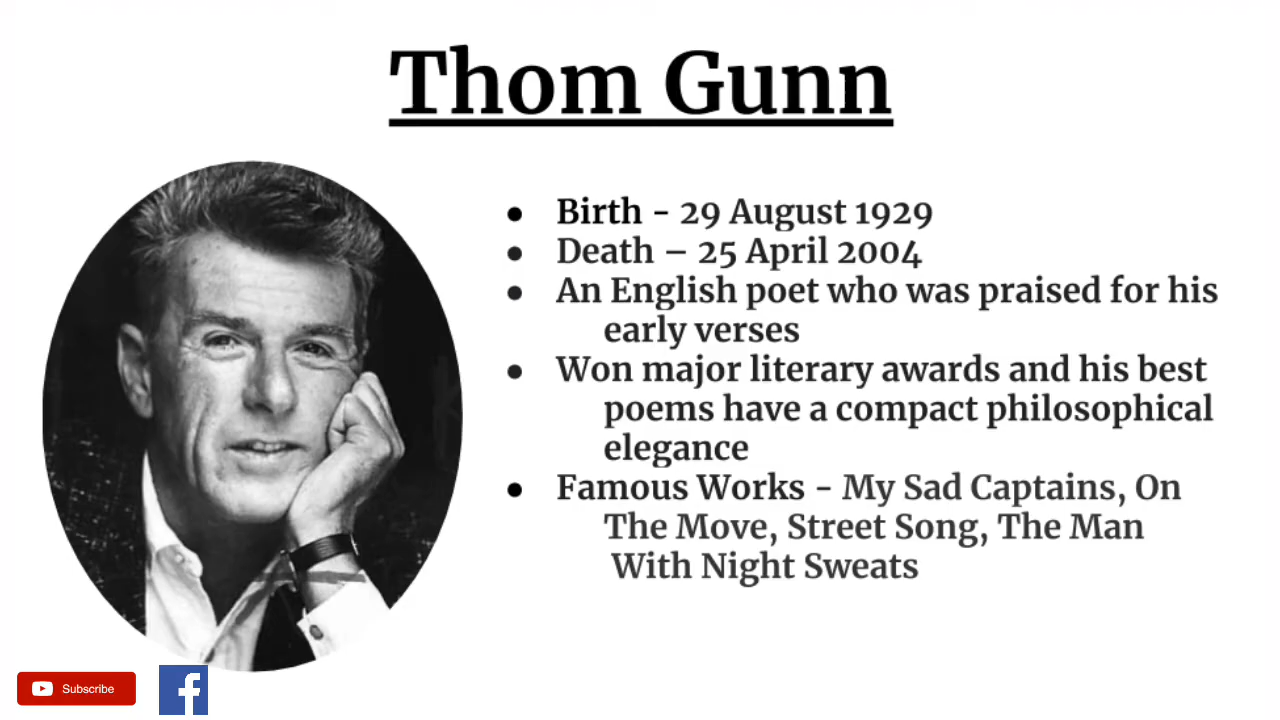 Thom Gunn
● Birth - 29 August 1929
● Death – 25 April 2004
● An English poet who was praised for his
early verses
● Won major literary awards and his best
poems have a compact philosophical
elegance
● Famous Works - My Sad Captains, On
The Move, Street Song, The Man
With Night Sweats
Subscribe